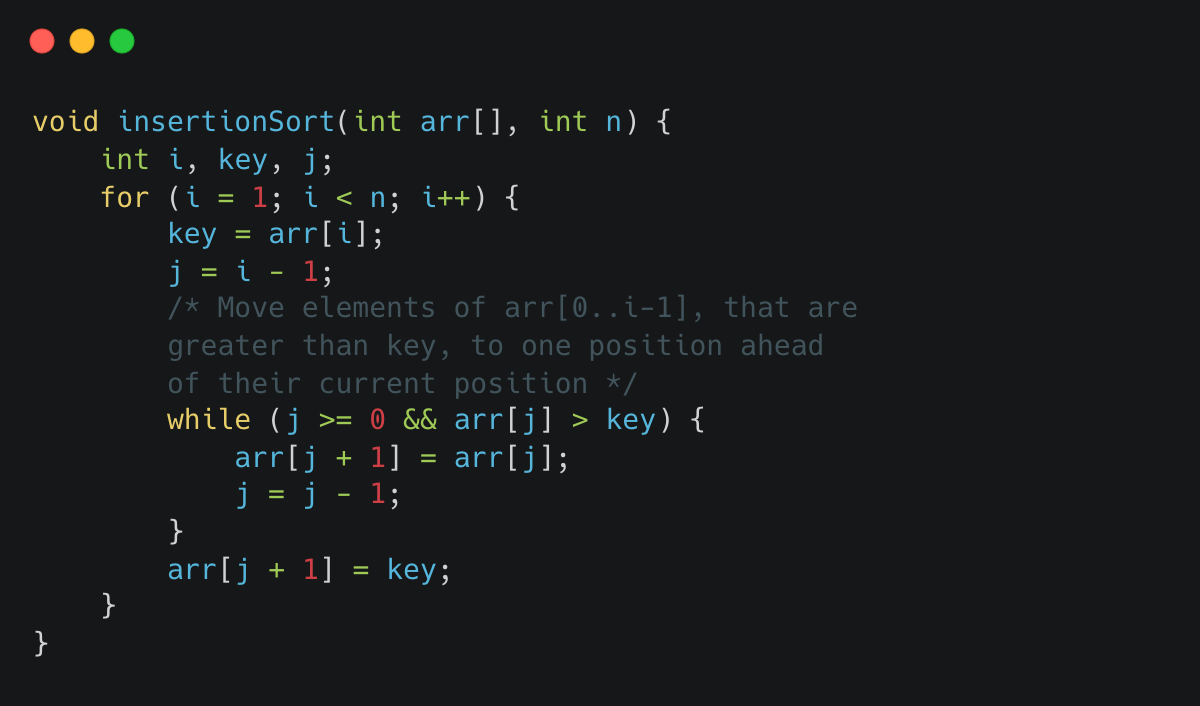 void insertionSort(int arr[], int n) {
    int i, key, j;
    for (i = 1; i < n; i++) {
        key = arr[i];
        j = i - 1;
        /* Move elements of arr[0..i-1], that are
        greater than key, to one position ahead
        of their current position */
        while (j >= 0 && arr[j] > key) {
            arr[j + 1] = arr[j];
            j = j - 1;
        }
        arr[j + 1] = key;
    }
}